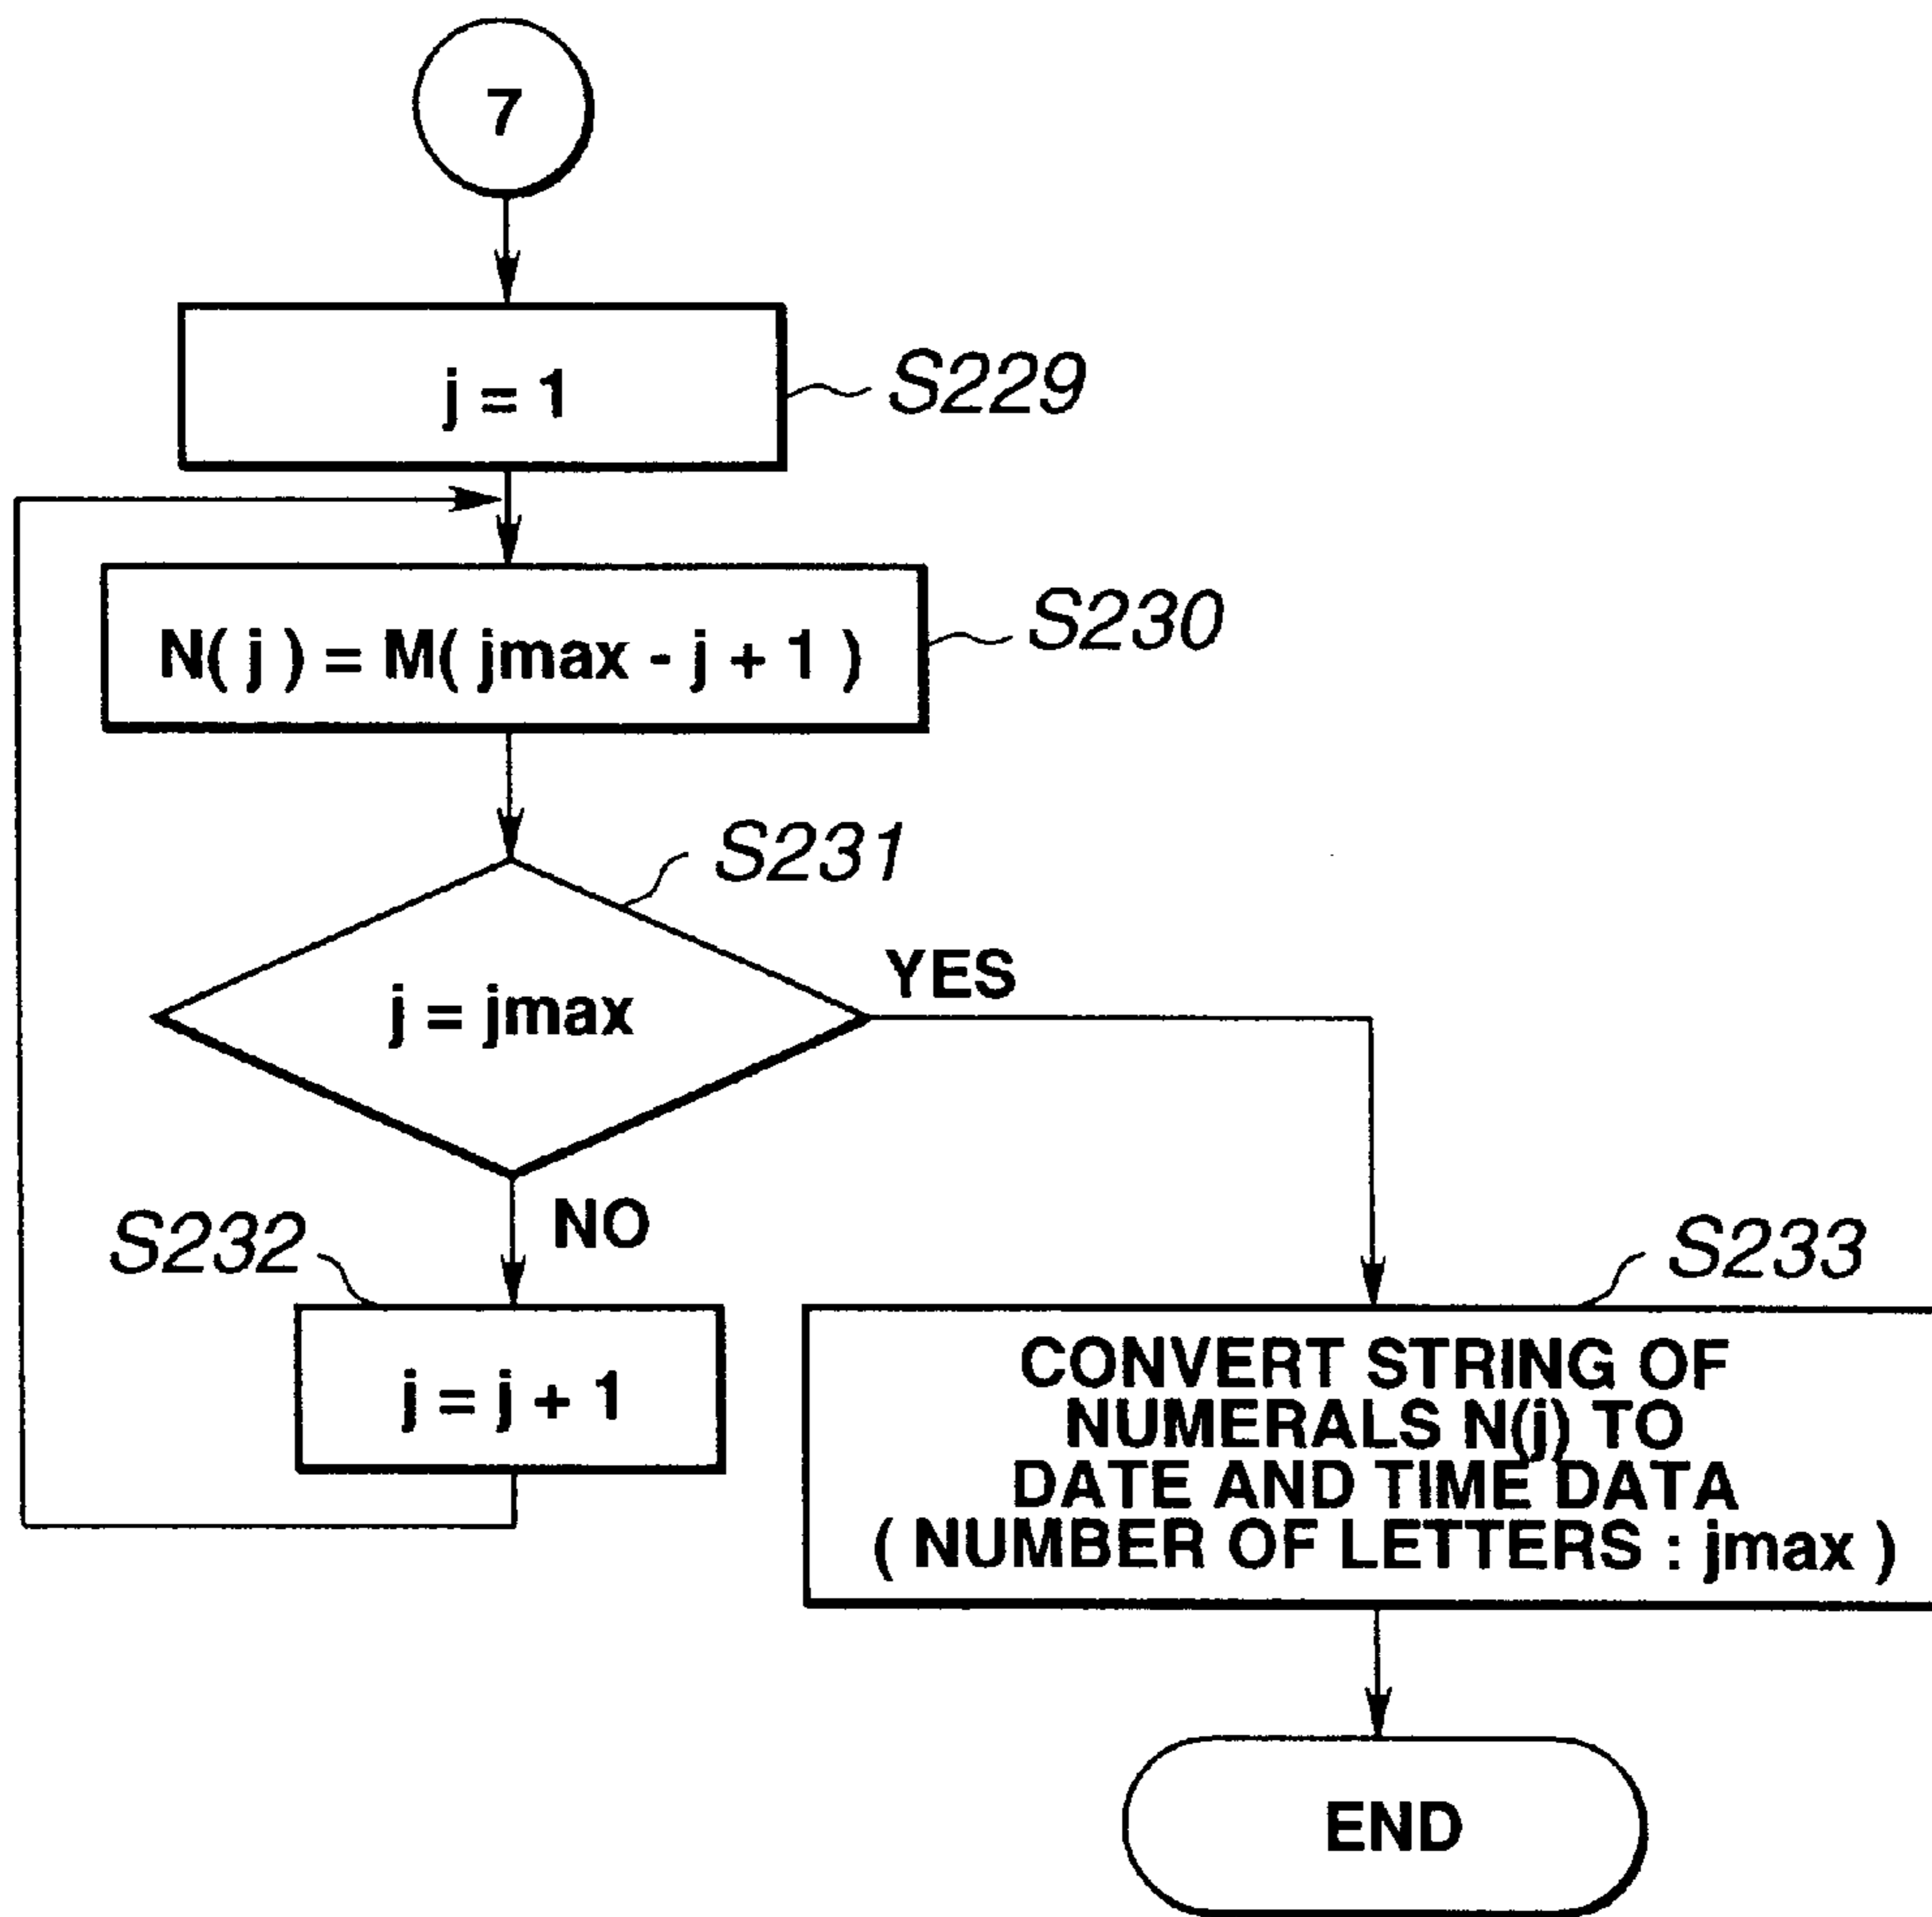 7
j = 1
S229
N( j ) = M( jmax - j + 1 )
S230
S231
j = jmax
YES
NO
S232
j = j + 1
S233
CONVERT STRING OF
NUMERALS N(j) TO
DATE AND TIME DATA
( NUMBER OF LETTERS : jmax )
END